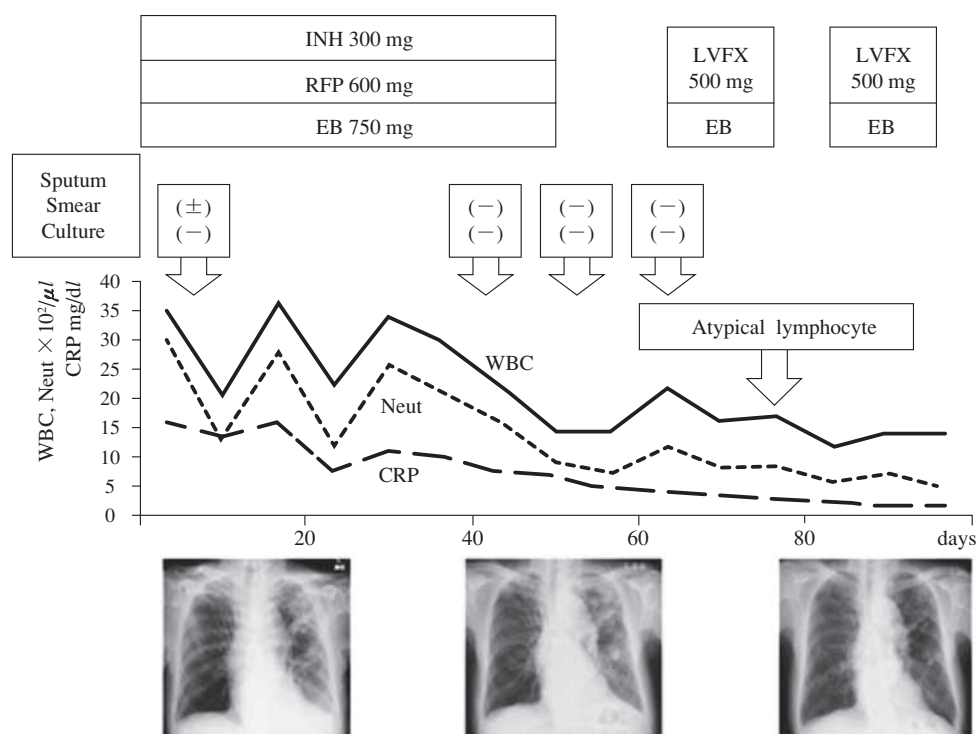 INH 300 mg
RFP 600 mg
EB 750 mg
LVFX
500 mg
EB
LVFX
500 mg
EB
Sputum
Smear
Culture
(±)
(−)
(−)
(−)
(−)
(−)
(−)
(−)
WBC, Neut ×10²/μl
CRP mg/dl
40
35
30
25
20
15
10
5
0
WBC
Neut
CRP
Atypical lymphocyte
20
40
60
80
days